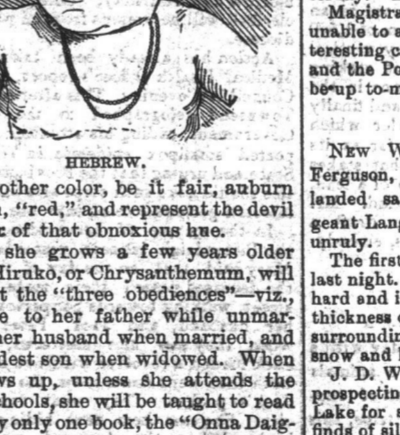 HEBREW.
other color, be it fair, auburn
"red," and represent the devil
of that obnoxious hue.
she grows a few years older
Hiruko, or Chrysanthemum, will
t the "three obediences"—viz.,
e to her father while unmar-
her husband when married, and
dest son when widowed. When
ws up, unless she attends the
chools, she will be taught to read
y only one book, the "Onna Daig-
Magistra
unable to s
teresting c
and the Po
be-up to-m
NEW W
Ferguson,
landed sa
geant Lang
unruly.
The first
last night.
hard and i
thickness
surroundin
snow and
J. D. W
prospectin
Lake for s
finds of sil